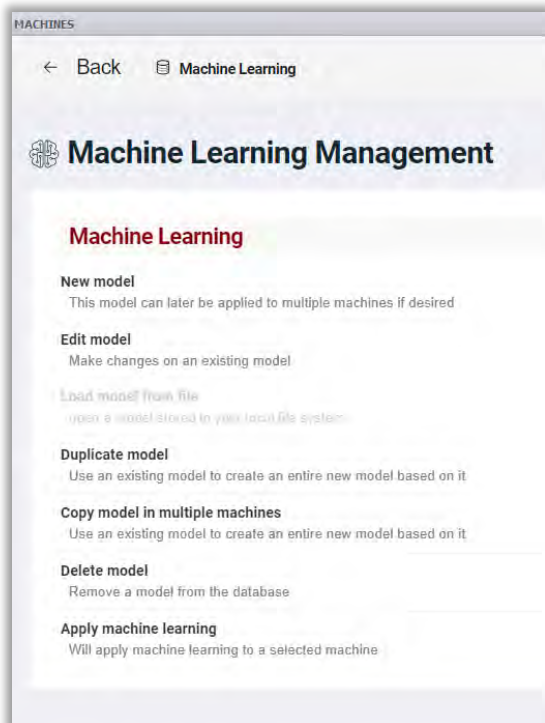 MACHINES
← Back Machine Learning
Machine Learning Management
Machine Learning
New model
This model can later be applied to multiple machines if desired
Edit model
Make changes on an existing model
Load model from file
open a model stored in your local file system
Duplicate model
Use an existing model to create an entire new model based on it
Copy model in multiple machines
Use an existing model to create an entire new model based on it
Delete model
Remove a model from the database
Apply machine learning
Will apply machine learning to a selected machine